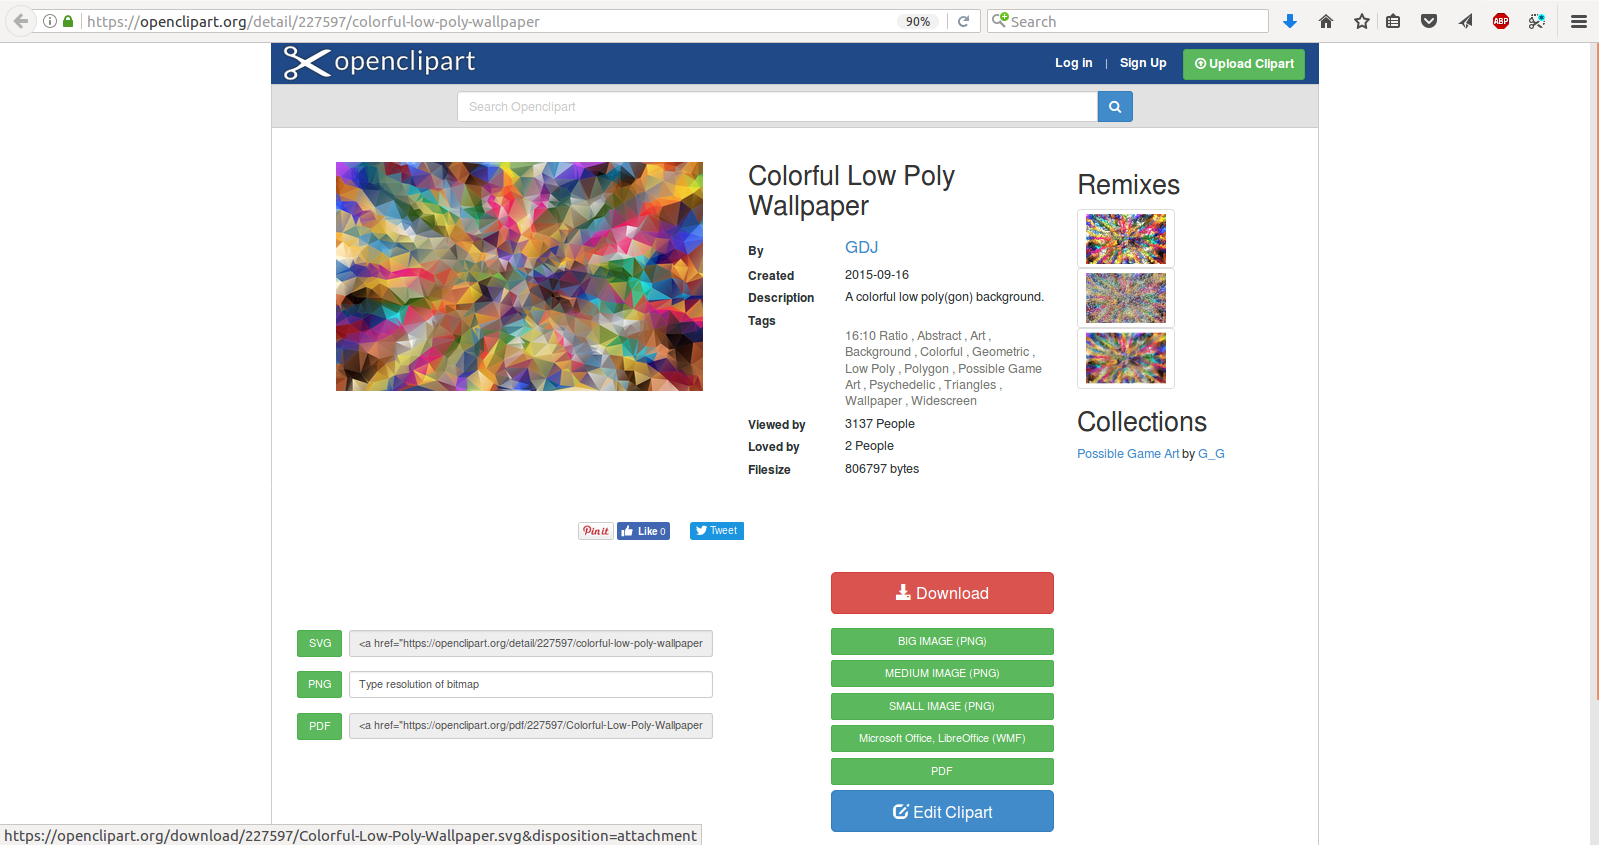 https://openclipart.org/detail/227597/colorful-low-poly-wallpaper
90%
Search
ABP
openclipart
Log in | Sign Up
Upload Clipart
Search Openclipart
Colorful Low Poly
Wallpaper
By GDJ
Created 2015-09-16
Description A colorful low poly(gon) background.
Tags
16:10 Ratio , Abstract , Art ,
Background , Colorful , Geometric ,
Low Poly , Polygon , Possible Game
Art , Psychedelic , Triangles ,
Wallpaper , Widescreen
Viewed by 3137 People
Loved by 2 People
Filesize 806797 bytes
Remixes
Collections
Possible Game Art by G_G
Pin it
Like 0
Tweet
SVG <a href="https://openclipart.org/detail/227597/colorful-low-poly-wallpaper
PNG Type resolution of bitmap
PDF <a href="https://openclipart.org/pdf/227597/Colorful-Low-Poly-Wallpaper
Download
BIG IMAGE (PNG)
MEDIUM IMAGE (PNG)
SMALL IMAGE (PNG)
Microsoft Office, LibreOffice (WMF)
PDF
Edit Clipart
https://openclipart.org/download/227597/Colorful-Low-Poly-Wallpaper.svg&disposition=attachment